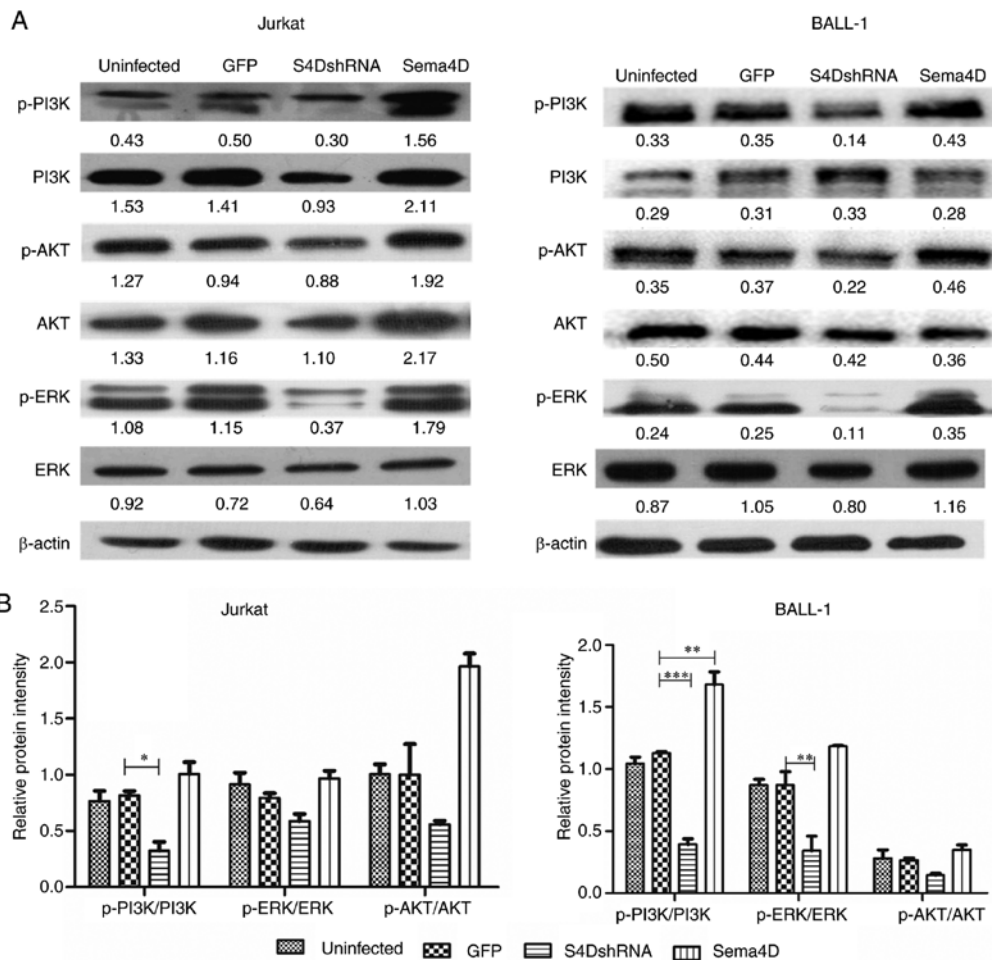 A
Jurkat
Uninfected GFP S4DshRNA Sema4D
p-PI3K
0.43 0.50 0.30 1.56
PI3K
1.53 1.41 0.93 2.11
p-AKT
1.27 0.94 0.88 1.92
AKT
1.33 1.16 1.10 2.17
p-ERK
1.08 1.15 0.37 1.79
ERK
0.92 0.72 0.64 1.03
β-actin
BALL-1
Uninfected GFP S4DshRNA Sema4D
p-PI3K
0.33 0.35 0.14 0.43
PI3K
0.29 0.31 0.33 0.28
p-AKT
0.35 0.37 0.22 0.46
AKT
0.50 0.44 0.42 0.36
p-ERK
0.24 0.25 0.11 0.35
ERK
0.87 1.05 0.80 1.16
β-actin
B
Jurkat
Relative protein intensity
2.5
2.0
1.5
1.0
0.5
0.0
*
p-PI3K/PI3K p-ERK/ERK p-AKT/AKT
BALL-1
Relative protein intensity
2.0
1.5
1.0
0.5
0.0
**
***
**
p-PI3K/PI3K p-ERK/ERK p-AKT/AKT
Uninfected GFP S4DshRNA Sema4D